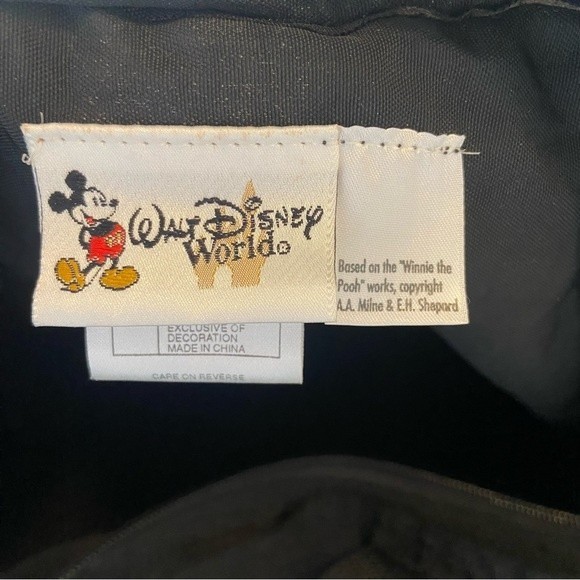 WALT DISNEY
World®
Based on the "Winnie the
Pooh" works, copyright
A.A. Milne & E.H. Shepard
EXCLUSIVE OF
DECORATION
MADE IN CHINA
CARE ON REVERSE